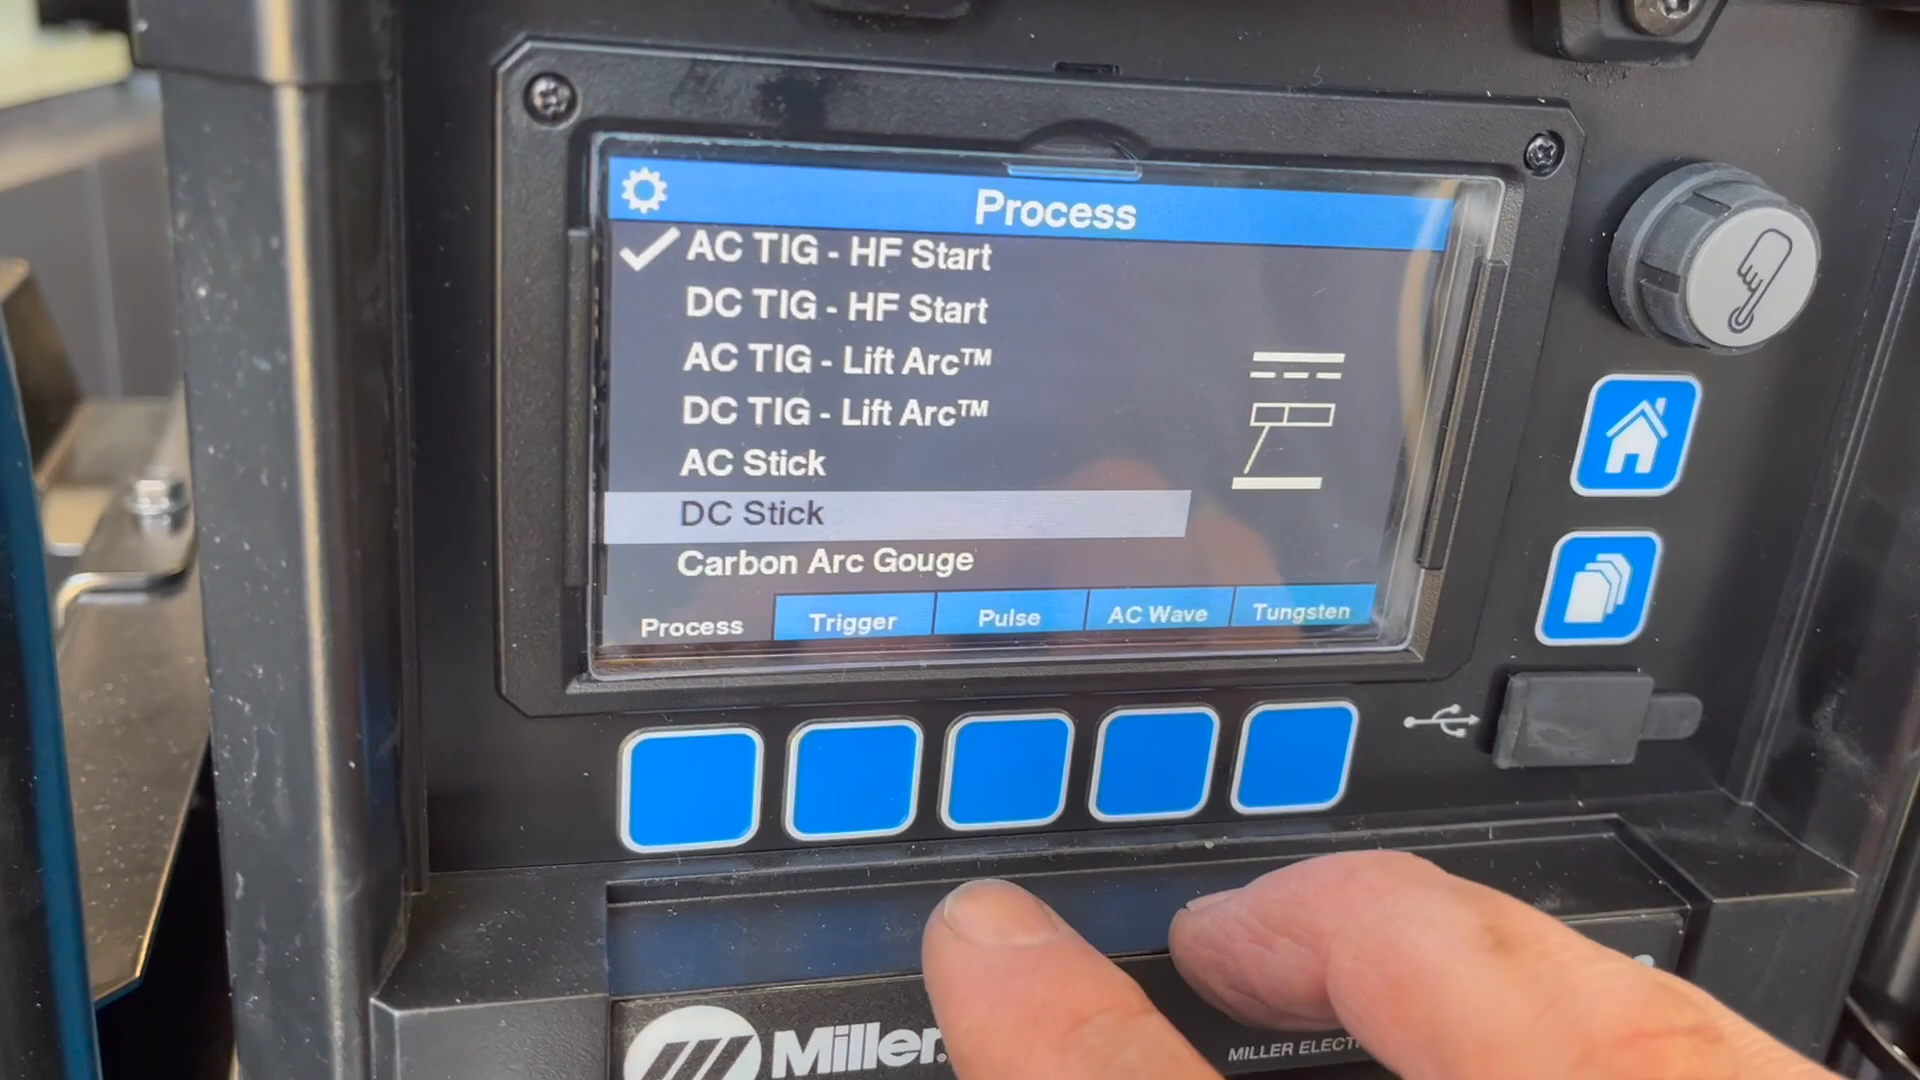 Process
AC TIG - HF Start
DC TIG - HF Start
AC TIG - Lift Arc™
DC TIG - Lift Arc™
AC Stick
DC Stick
Carbon Arc Gouge
Process Trigger Pulse AC Wave Tungsten
Miller.
MILLER